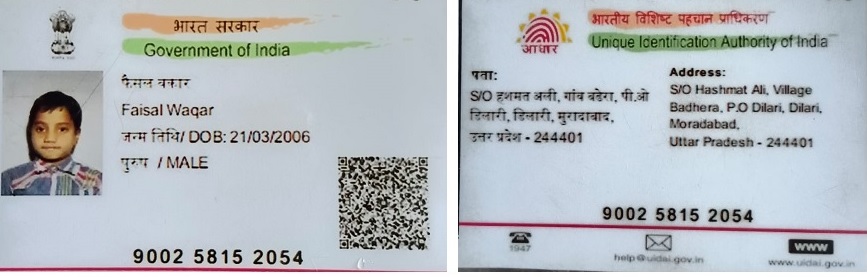 भारत सरकार
Government of India
फैसल वकार
Faisal Waqar
जन्म तिथि/ DOB: 21/03/2006
पुरुष / MALE
9002 5815 2054
भारतीय विशिष्ट पहचान प्राधिकरण
Unique Identification Authority of India
आधार
पता:
S/O हशमत अली, गांव बडेरा, पी.ओ
डिलारी, डिलारी, मुरादाबाद,
उत्तर प्रदेश - 244401
Address:
S/O Hashmat Ali, Village
Badhera, P.O Dilari, Dilari,
Moradabad,
Uttar Pradesh - 244401
9002 5815 2054
1947
help@uidai.gov.in
www
www.uidai.gov.in